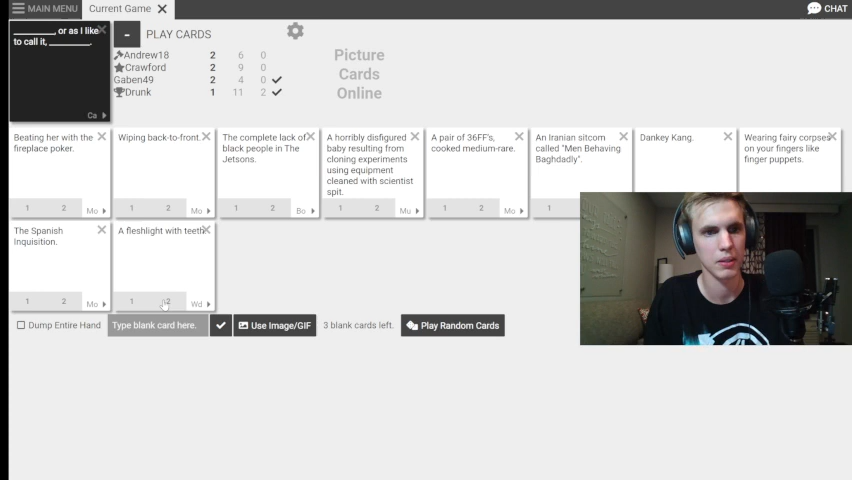 MAIN MENU Current Game CHAT
_______, or as I like
to call it, _______.
Ca
- PLAY CARDS
Andrew18 2 6 0
Crawford 2 9 0
Gaben49 2 4 0
Drunk 1 11 2
Picture
Cards
Online
Beating her with the
fireplace poker.
1 2 Mo
Wiping back-to-front.
1 2 Mo
The complete lack of
black people in The
Jetsons.
1 2 Bo
A horribly disfigured
baby resulting from
cloning experiments
using equipment
cleaned with scientist
spit.
1 2 Mu
A pair of 36FF's,
cooked medium-rare.
1 2 Mo
An Iranian sitcom
called "Men Behaving
Baghdadly".
1
Dankey Kang.
Wearing fairy corpses
on your fingers like
finger puppets.
The Spanish
Inquisition.
1 2 Mo
A fleshlight with teeth.
1 2 Wd
Dump Entire Hand Type blank card here. Use Image/GIF 3 blank cards left. Play Random Cards